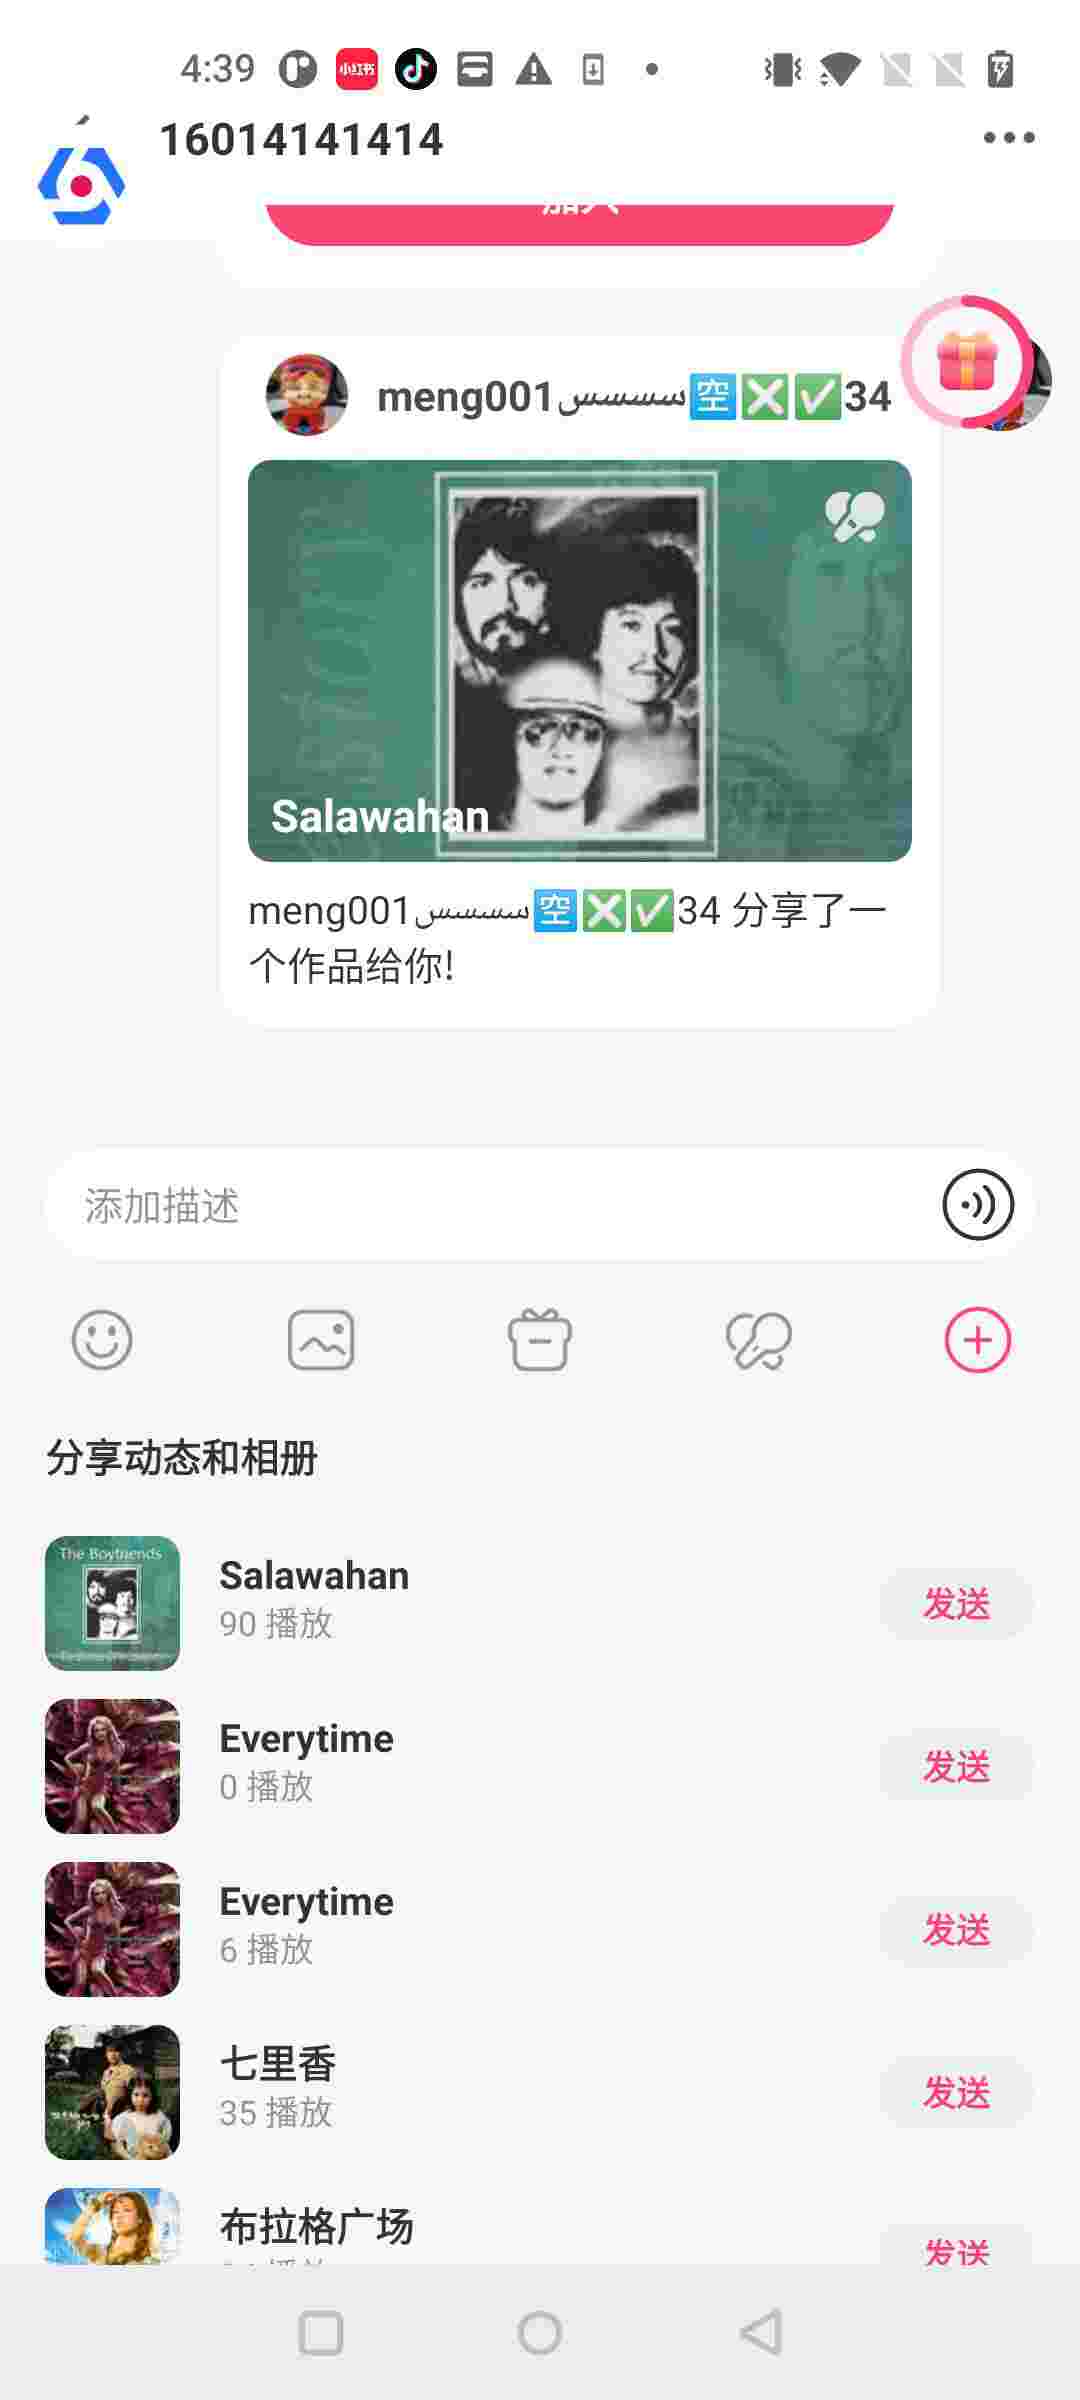 4:39
小红书
16014141414
meng001سسسس🈳❎✅34
Salawahan
meng001سسسس🈳❎✅34 分享了一
个作品给你!
添加描述
分享动态和相册
The Boyfriends
Salawahan
90 播放
发送
Everytime
0 播放
发送
Everytime
6 播放
发送
七里香
35 播放
发送
布拉格广场
发送